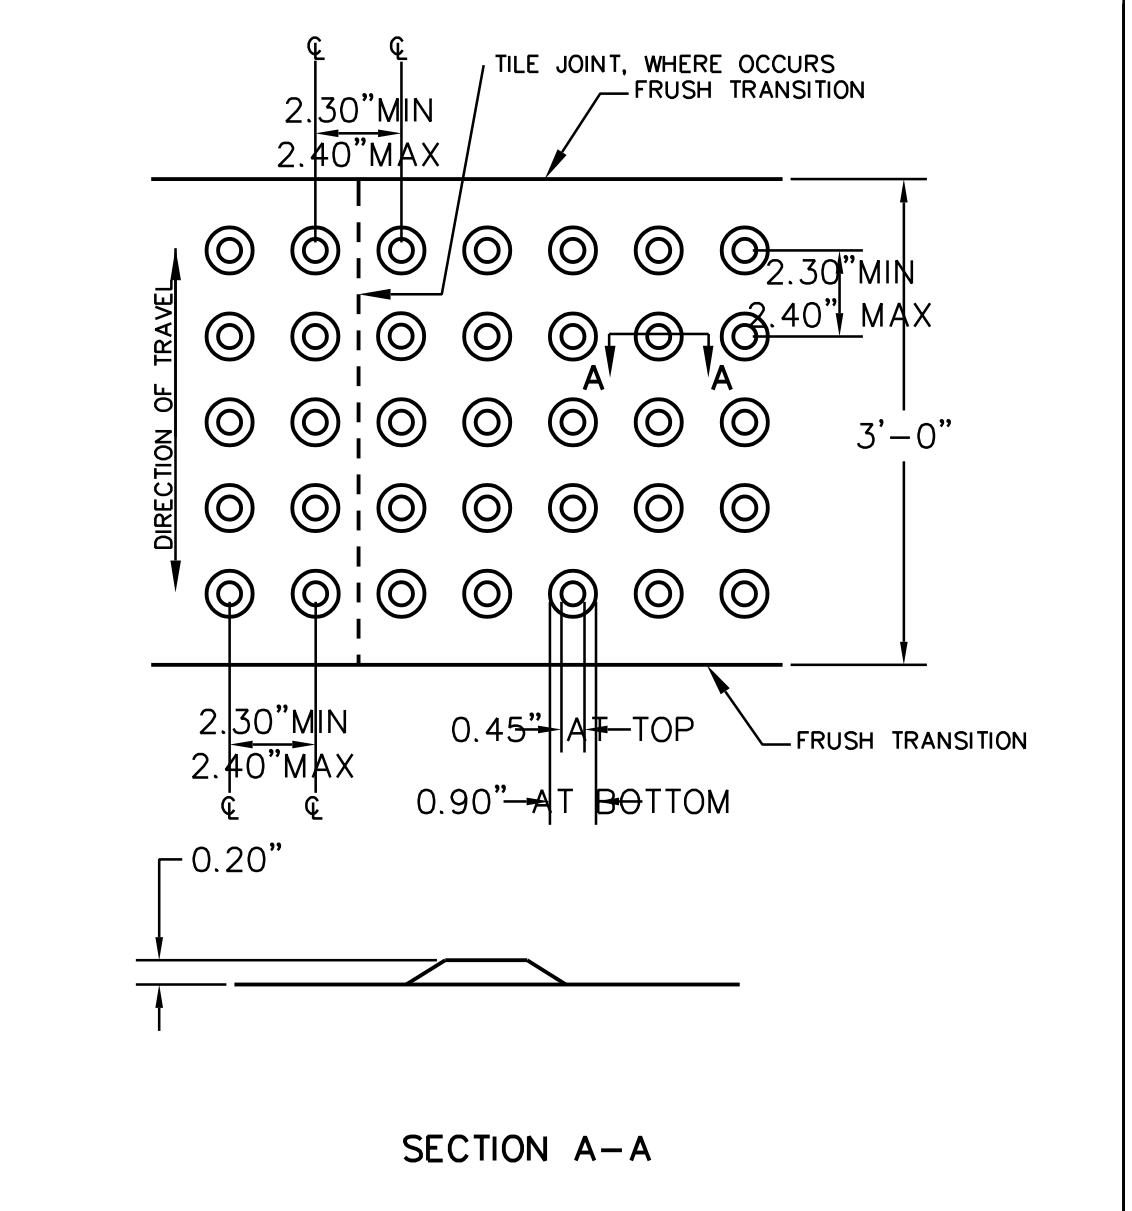 ℄ ℄
TILE JOINT, WHERE OCCURS
FRUSH TRANSITION
2.30"MIN
2.40"MAX
2.30"MIN
2.40" MAX
DIRECTION OF TRAVEL
A A
3'-0"
2.30"MIN
2.40"MAX
℄ ℄
0.45" AT TOP
FRUSH TRANSITION
0.90" AT BOTTOM
0.20"
SECTION A-A